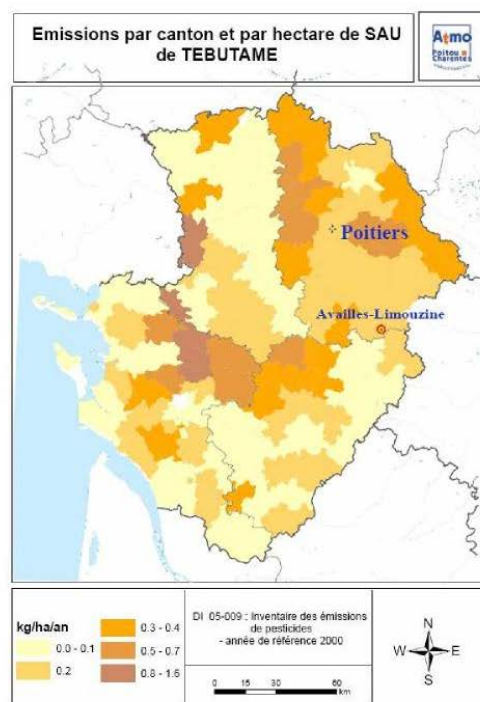 Emissions par canton et par hectare de SAU
de TEBUTAME
Atmo
Poitou
Charentes
Poitiers
Availles-Limouzine
kg/ha/an
0.0 - 0.1
0.2
0.3 - 0.4
0.5 - 0.7
0.8 - 1.6
DI 05-009 : Inventaire des émissions
de pesticides
- année de référence 2000
0 15 30 60
km
N
W E
S